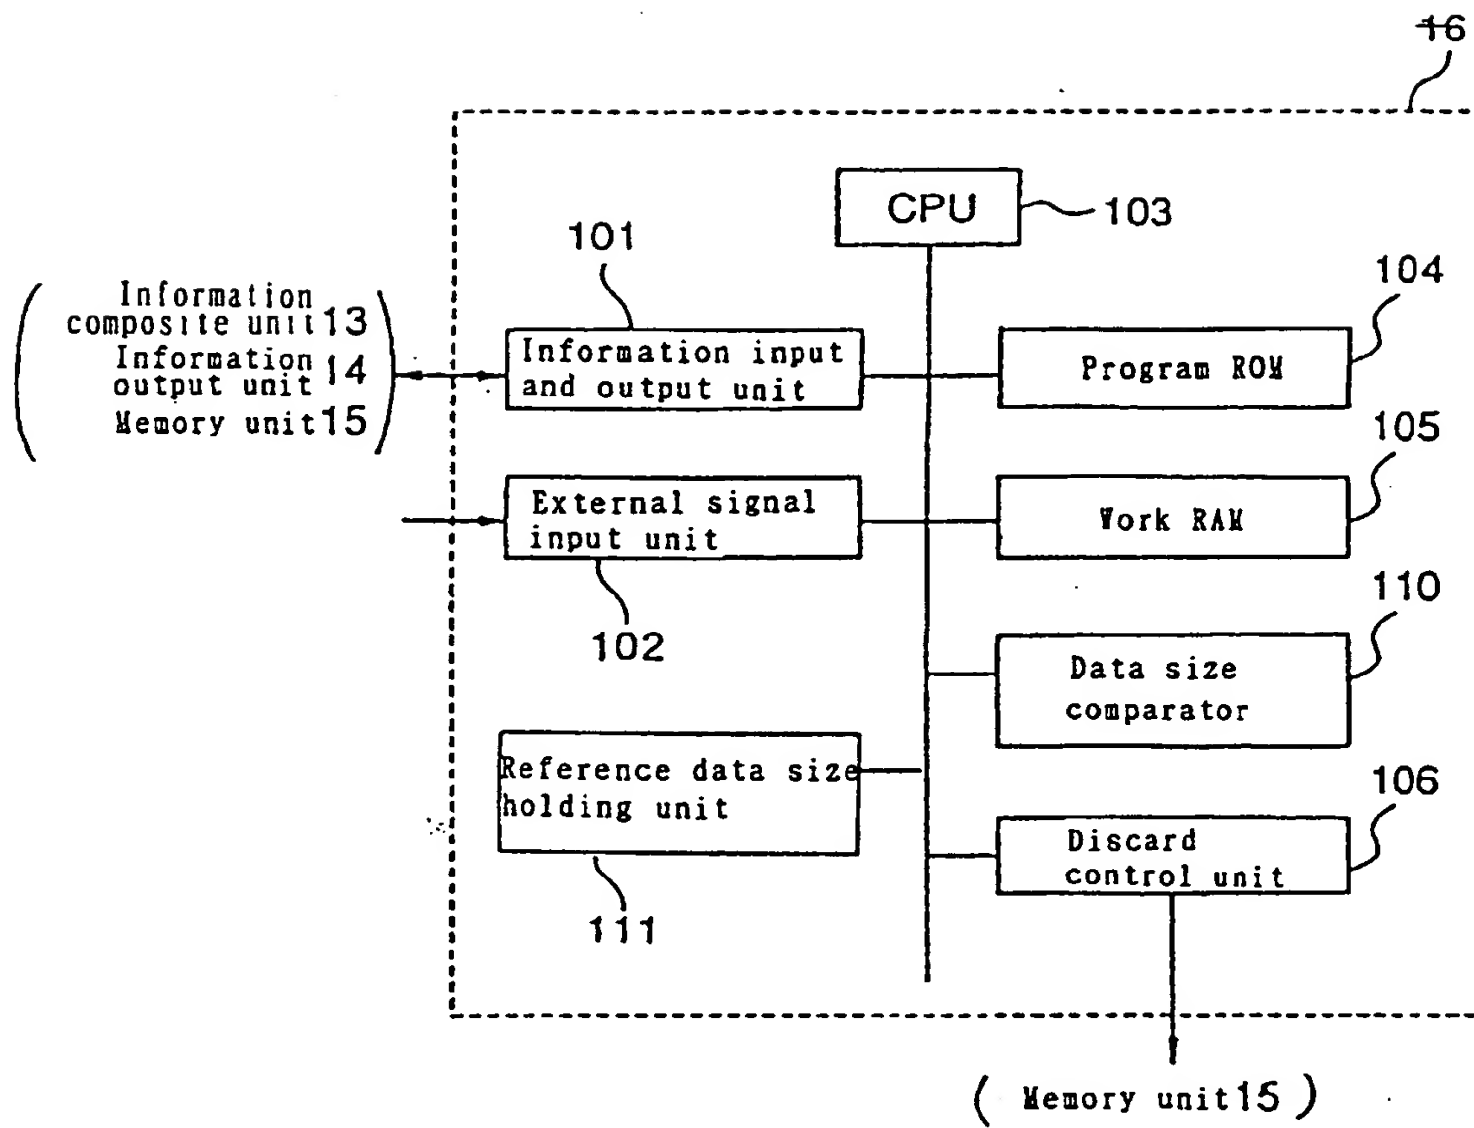 16
CPU
103
101
104
Information
composite unit 13
Information
output unit 14
Memory unit 15
Information input
and output unit
Program ROM
105
External signal
input unit
Work RAM
102
110
Data size
comparator
Reference data size
holding unit
106
Discard
control unit
111
( Memory unit 15 )